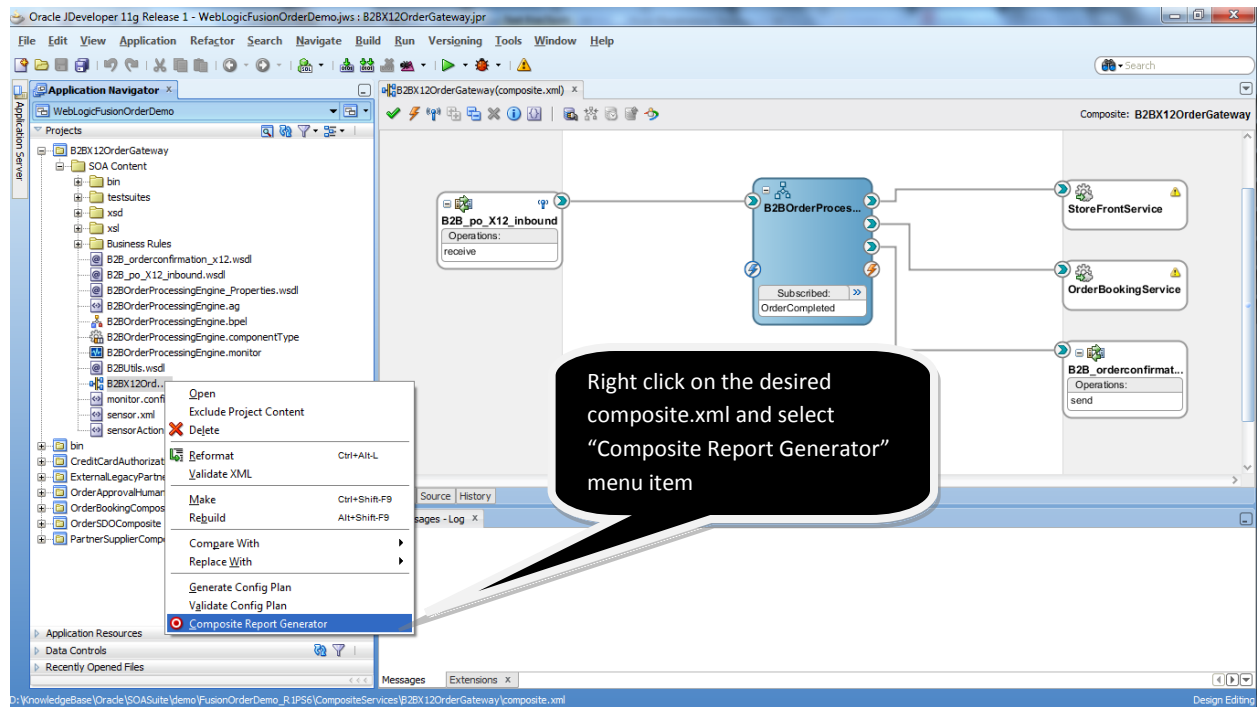 Oracle JDeveloper 11g Release 1 - WebLogicFusionOrderDemo.jws : B2BX12OrderGateway.jpr
File Edit View Application Refactor Search Navigate Build Run Versioning Tools Window Help
Search
Application Navigator
B2BX12OrderGateway(composite.xml)
Application Server
WebLogicFusionOrderDemo
Composite: B2BX12OrderGateway
Projects
B2BX12OrderGateway
SOA Content
bin
testsuites
xsd
xsl
Business Rules
B2B_orderconfirmation_x12.wsdl
B2B_po_X12_inbound.wsdl
B2BOrderProcessingEngine_Properties.wsdl
B2BOrderProcessingEngine.ag
B2BOrderProcessingEngine.bpel
B2BOrderProcessingEngine.componentType
B2BOrderProcessingEngine.monitor
B2BUtils.wsdl
B2BX12Ord...
monitor.confi
sensor.xml
sensorAction
bin
CreditCardAuthorizat
ExternalLegacyPartne
OrderApprovalHuman
OrderBookingCompos
OrderSDOComposite
PartnerSupplierCompo
Application Resources
Data Controls
Recently Opened Files
Open
Exclude Project Content
Delete
Reformat Ctrl+Alt-L
Validate XML
Make Ctrl+Shift-F9
Rebuild Alt+Shift-F9
Compare With
Replace With
Generate Config Plan
Validate Config Plan
Composite Report Generator
B2B_po_X12_inbound
Operations:
receive
B2BOrderProces...
Subscribed:
OrderCompleted
StoreFrontService
OrderBookingService
B2B_orderconfirmat...
Operations:
send
Right click on the desired
composite.xml and select
“Composite Report Generator”
menu item
Source History
sages - Log
Messages Extensions
D:\KnowledgeBase\Oracle\SOASuite\demo\FusionOrderDemo_R1PS6\CompositeServices\B2BX12OrderGateway\composite.xml
Design Editing